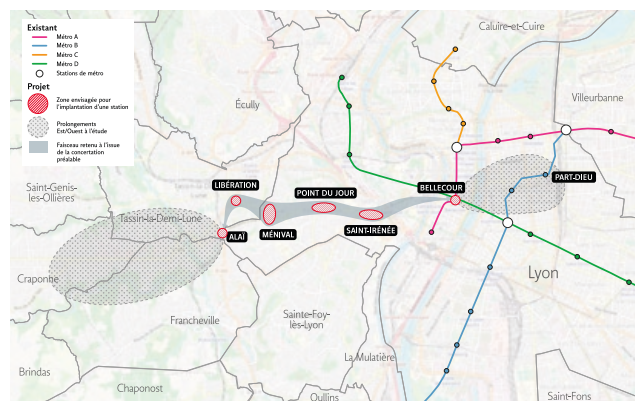 Existant
Métro A
Métro B
Métro C
Métro D
Stations de métro
Projet
Zone envisagée pour
l'implantation d'une station
Prolongements
Est/Ouest à l'étude
Faisceau retenu à l'issue
de la concertation
préalable
Caluire-et-Cuire
Villeurbanne
Écully
Saint-Genis-
les-Ollières
LIBÉRATION
POINT DU JOUR
BELLECOUR
PART-DIEU
Tassin-la-Demi-Lune
ALAÏ
MÉNIVAL
SAINT-IRÉNÉE
Craponne
Lyon
Francheville
Sainte-Foy-
lès-Lyon
La Mulatière
Brindas
Chaponost
Oullins
Saint-Fons